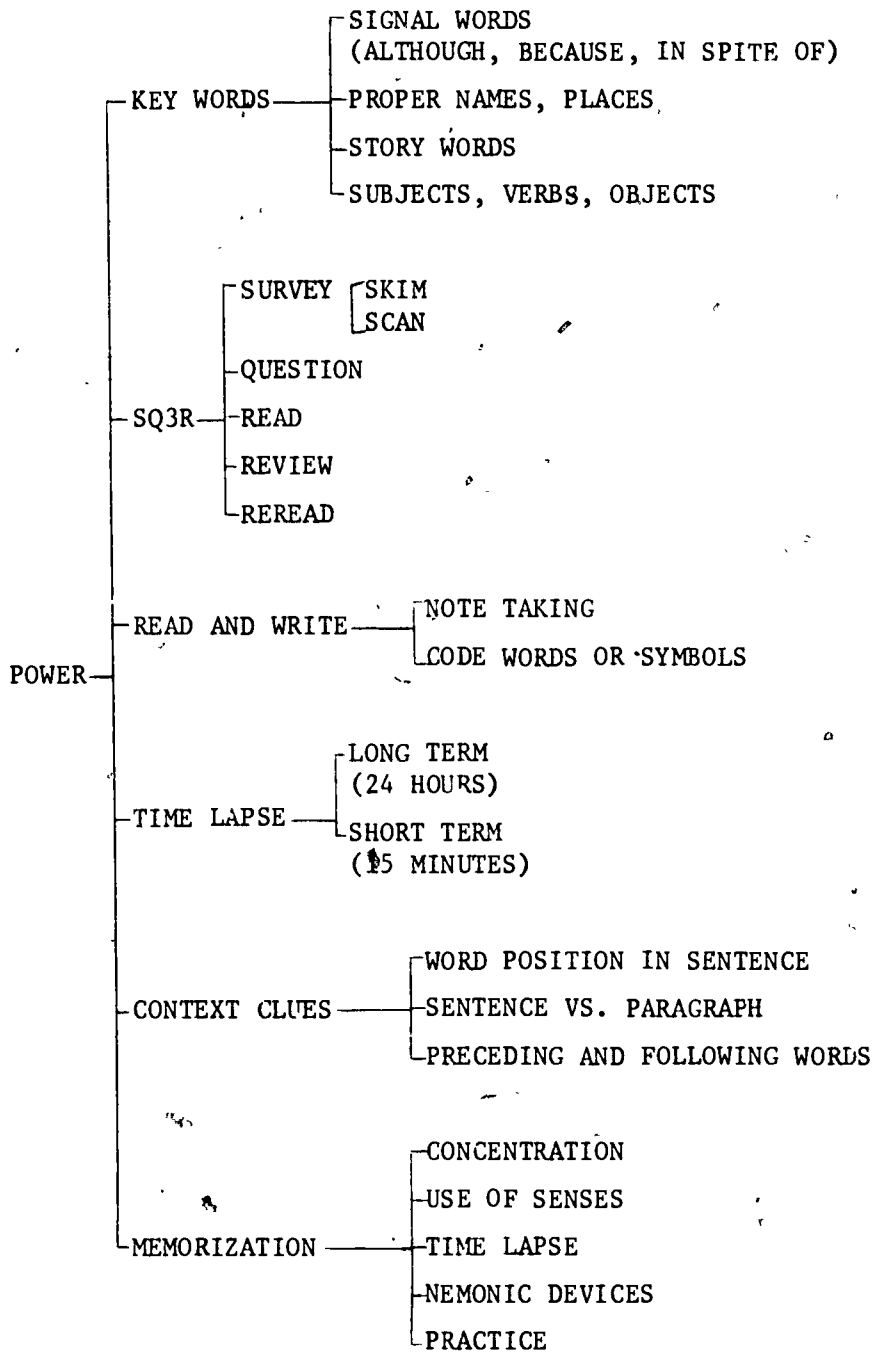 SIGNAL WORDS
(ALTHOUGH, BECAUSE, IN SPITE OF)
KEY WORDS
PROPER NAMES, PLACES
STORY WORDS
SUBJECTS, VERBS, OBJECTS
SURVEY
SKIM
SCAN
QUESTION
SQ3R
READ
REVIEW
REREAD
READ AND WRITE
NOTE TAKING
CODE WORDS OR SYMBOLS
POWER
LONG TERM
(24 HOURS)
TIME LAPSE
SHORT TERM
(15 MINUTES)
WORD POSITION IN SENTENCE
CONTEXT CLUES
SENTENCE VS. PARAGRAPH
PRECEDING AND FOLLOWING WORDS
CONCENTRATION
USE OF SENSES
MEMORIZATION
TIME LAPSE
NEMONIC DEVICES
PRACTICE